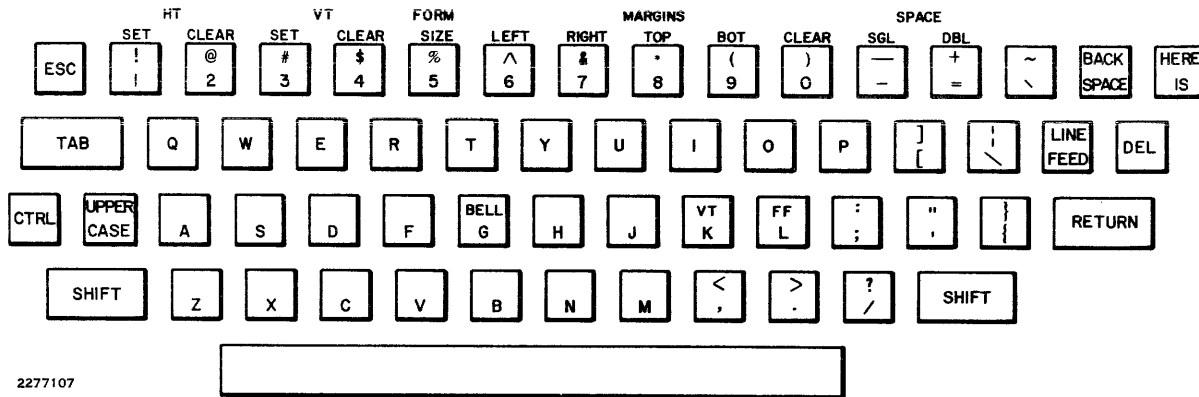 HT VT FORM MARGINS SPACE
SET CLEAR SET CLEAR SIZE LEFT RIGHT TOP BOT CLEAR SGL DBL
ESC ! 1 @ 2 # 3 $ 4 % 5 ^ 6 & 7 * 8 ( 9 ) 0 — - + = ~ \ BACK SPACE HERE IS
TAB Q W E R T Y U I O P ] [ ¦ \ LINE FEED DEL
CTRL UPPER CASE A S D F BELL G H J VT K FF L : ; " ' } { RETURN
SHIFT Z X C V B N M < , > . ? / SHIFT
2277107